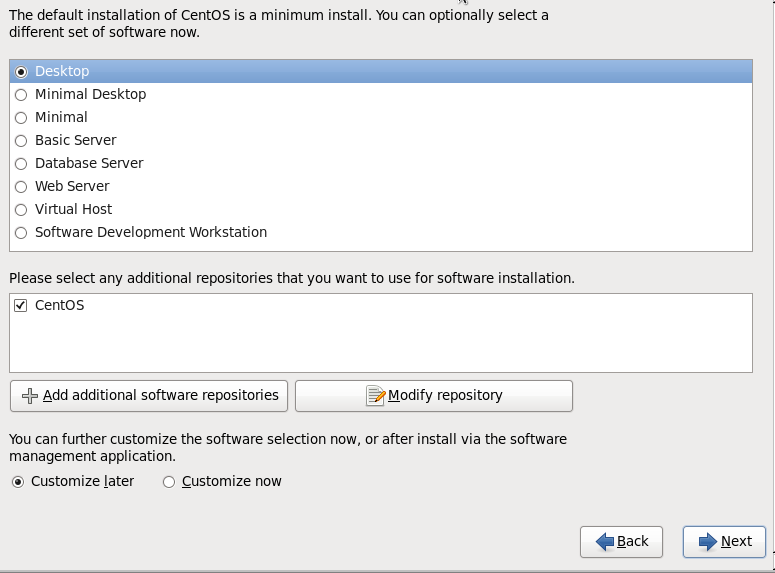 The default installation of CentOS is a minimum install. You can optionally select a
different set of software now.
Desktop
Minimal Desktop
Minimal
Basic Server
Database Server
Web Server
Virtual Host
Software Development Workstation
Please select any additional repositories that you want to use for software installation.
CentOS
Add additional software repositories
Modify repository
You can further customize the software selection now, or after install via the software
management application.
Customize later
Customize now
Back
Next